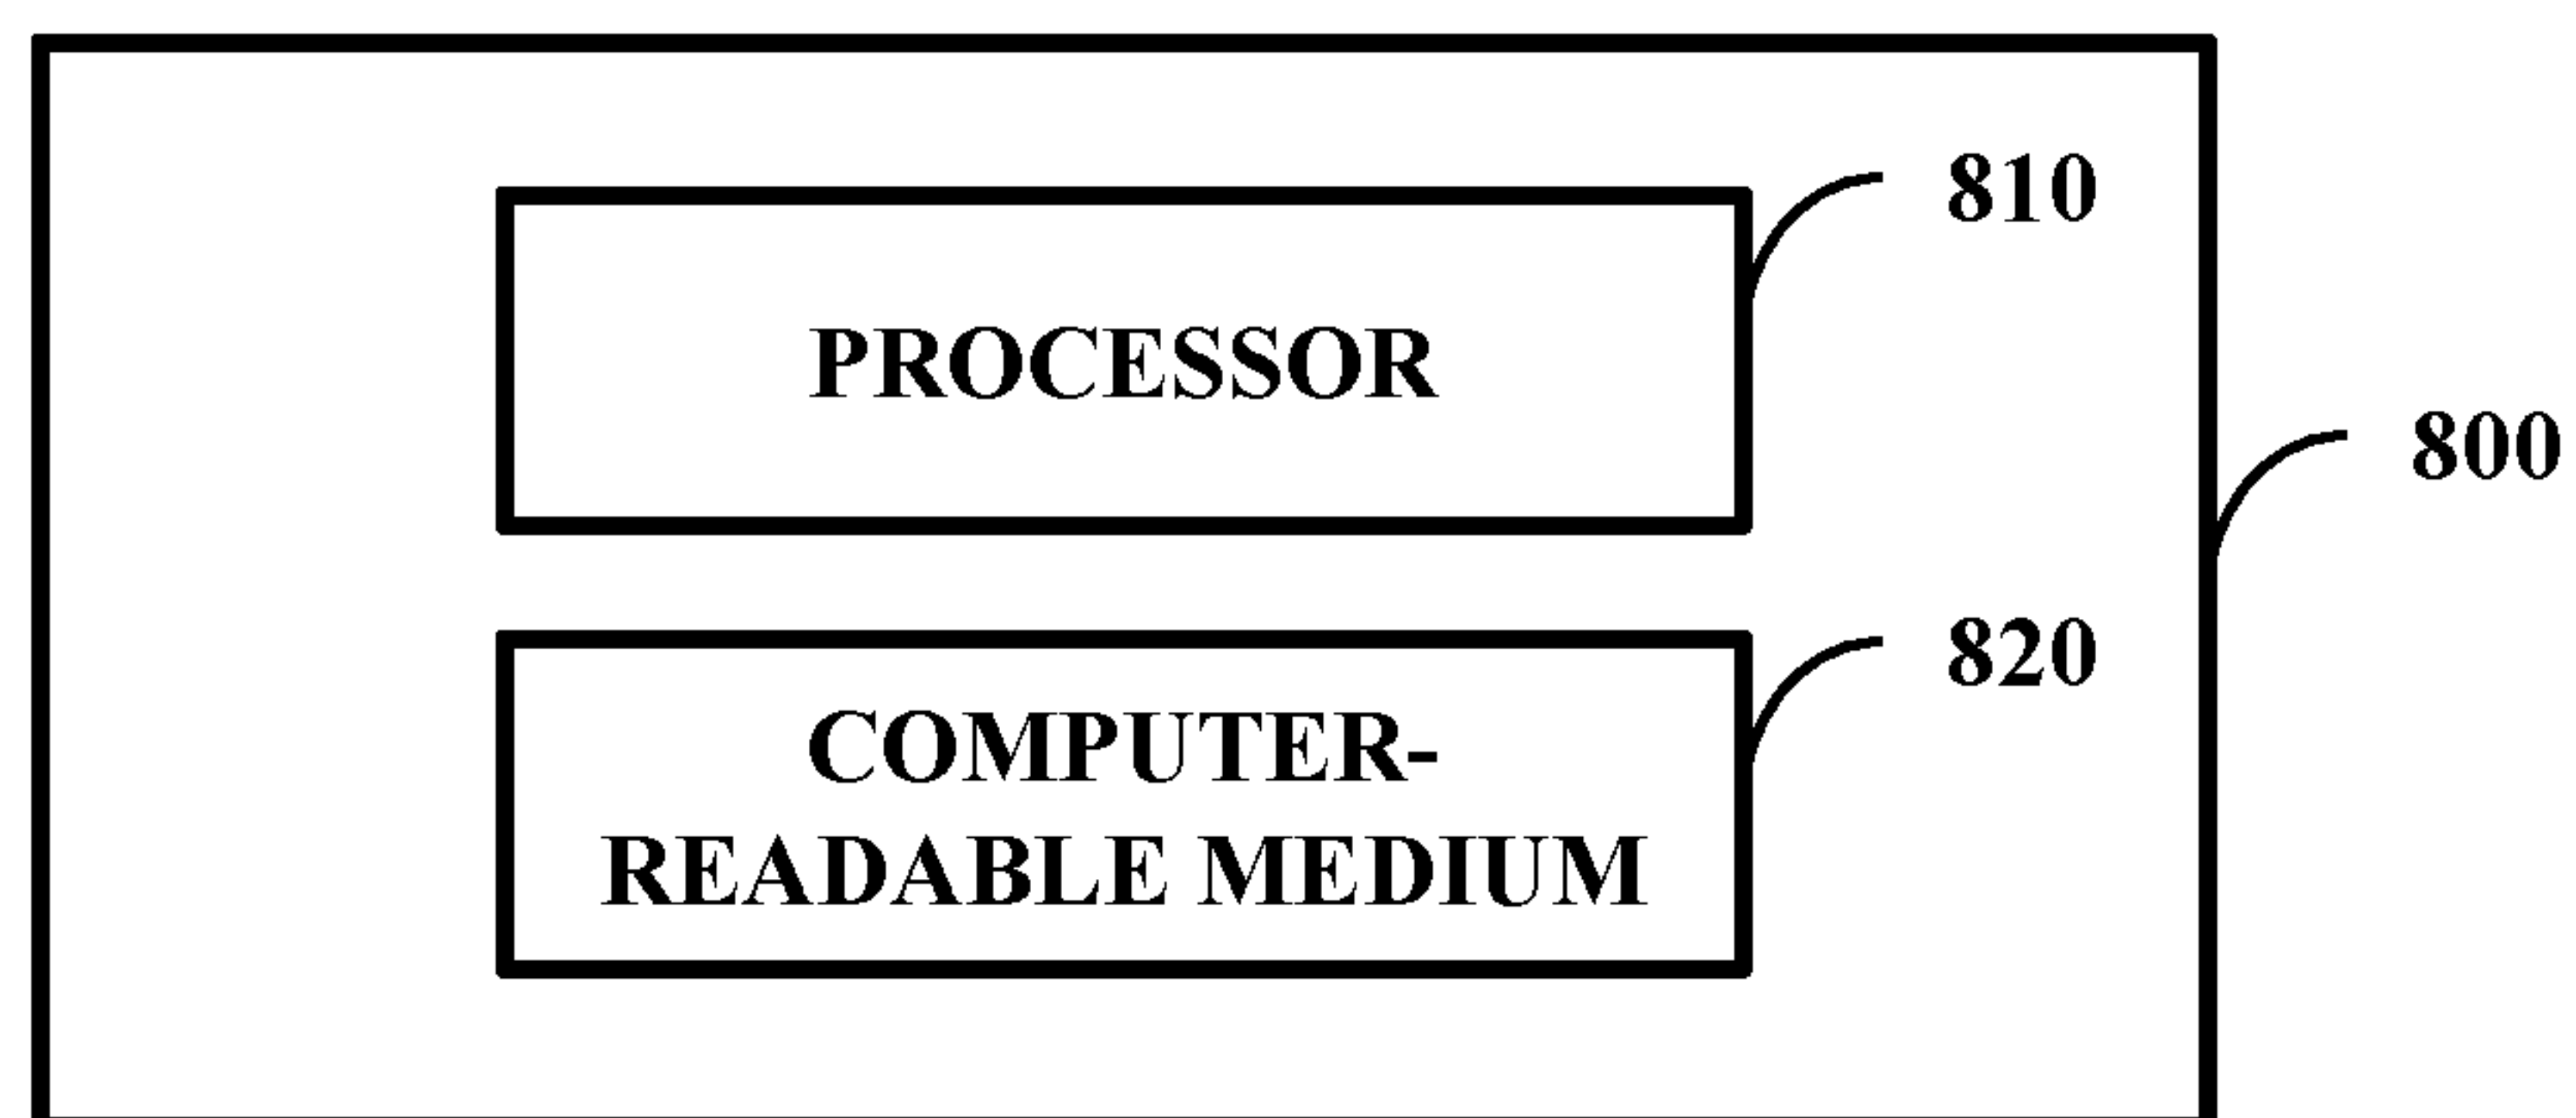 810
PROCESSOR
800
820
COMPUTER-
READABLE MEDIUM